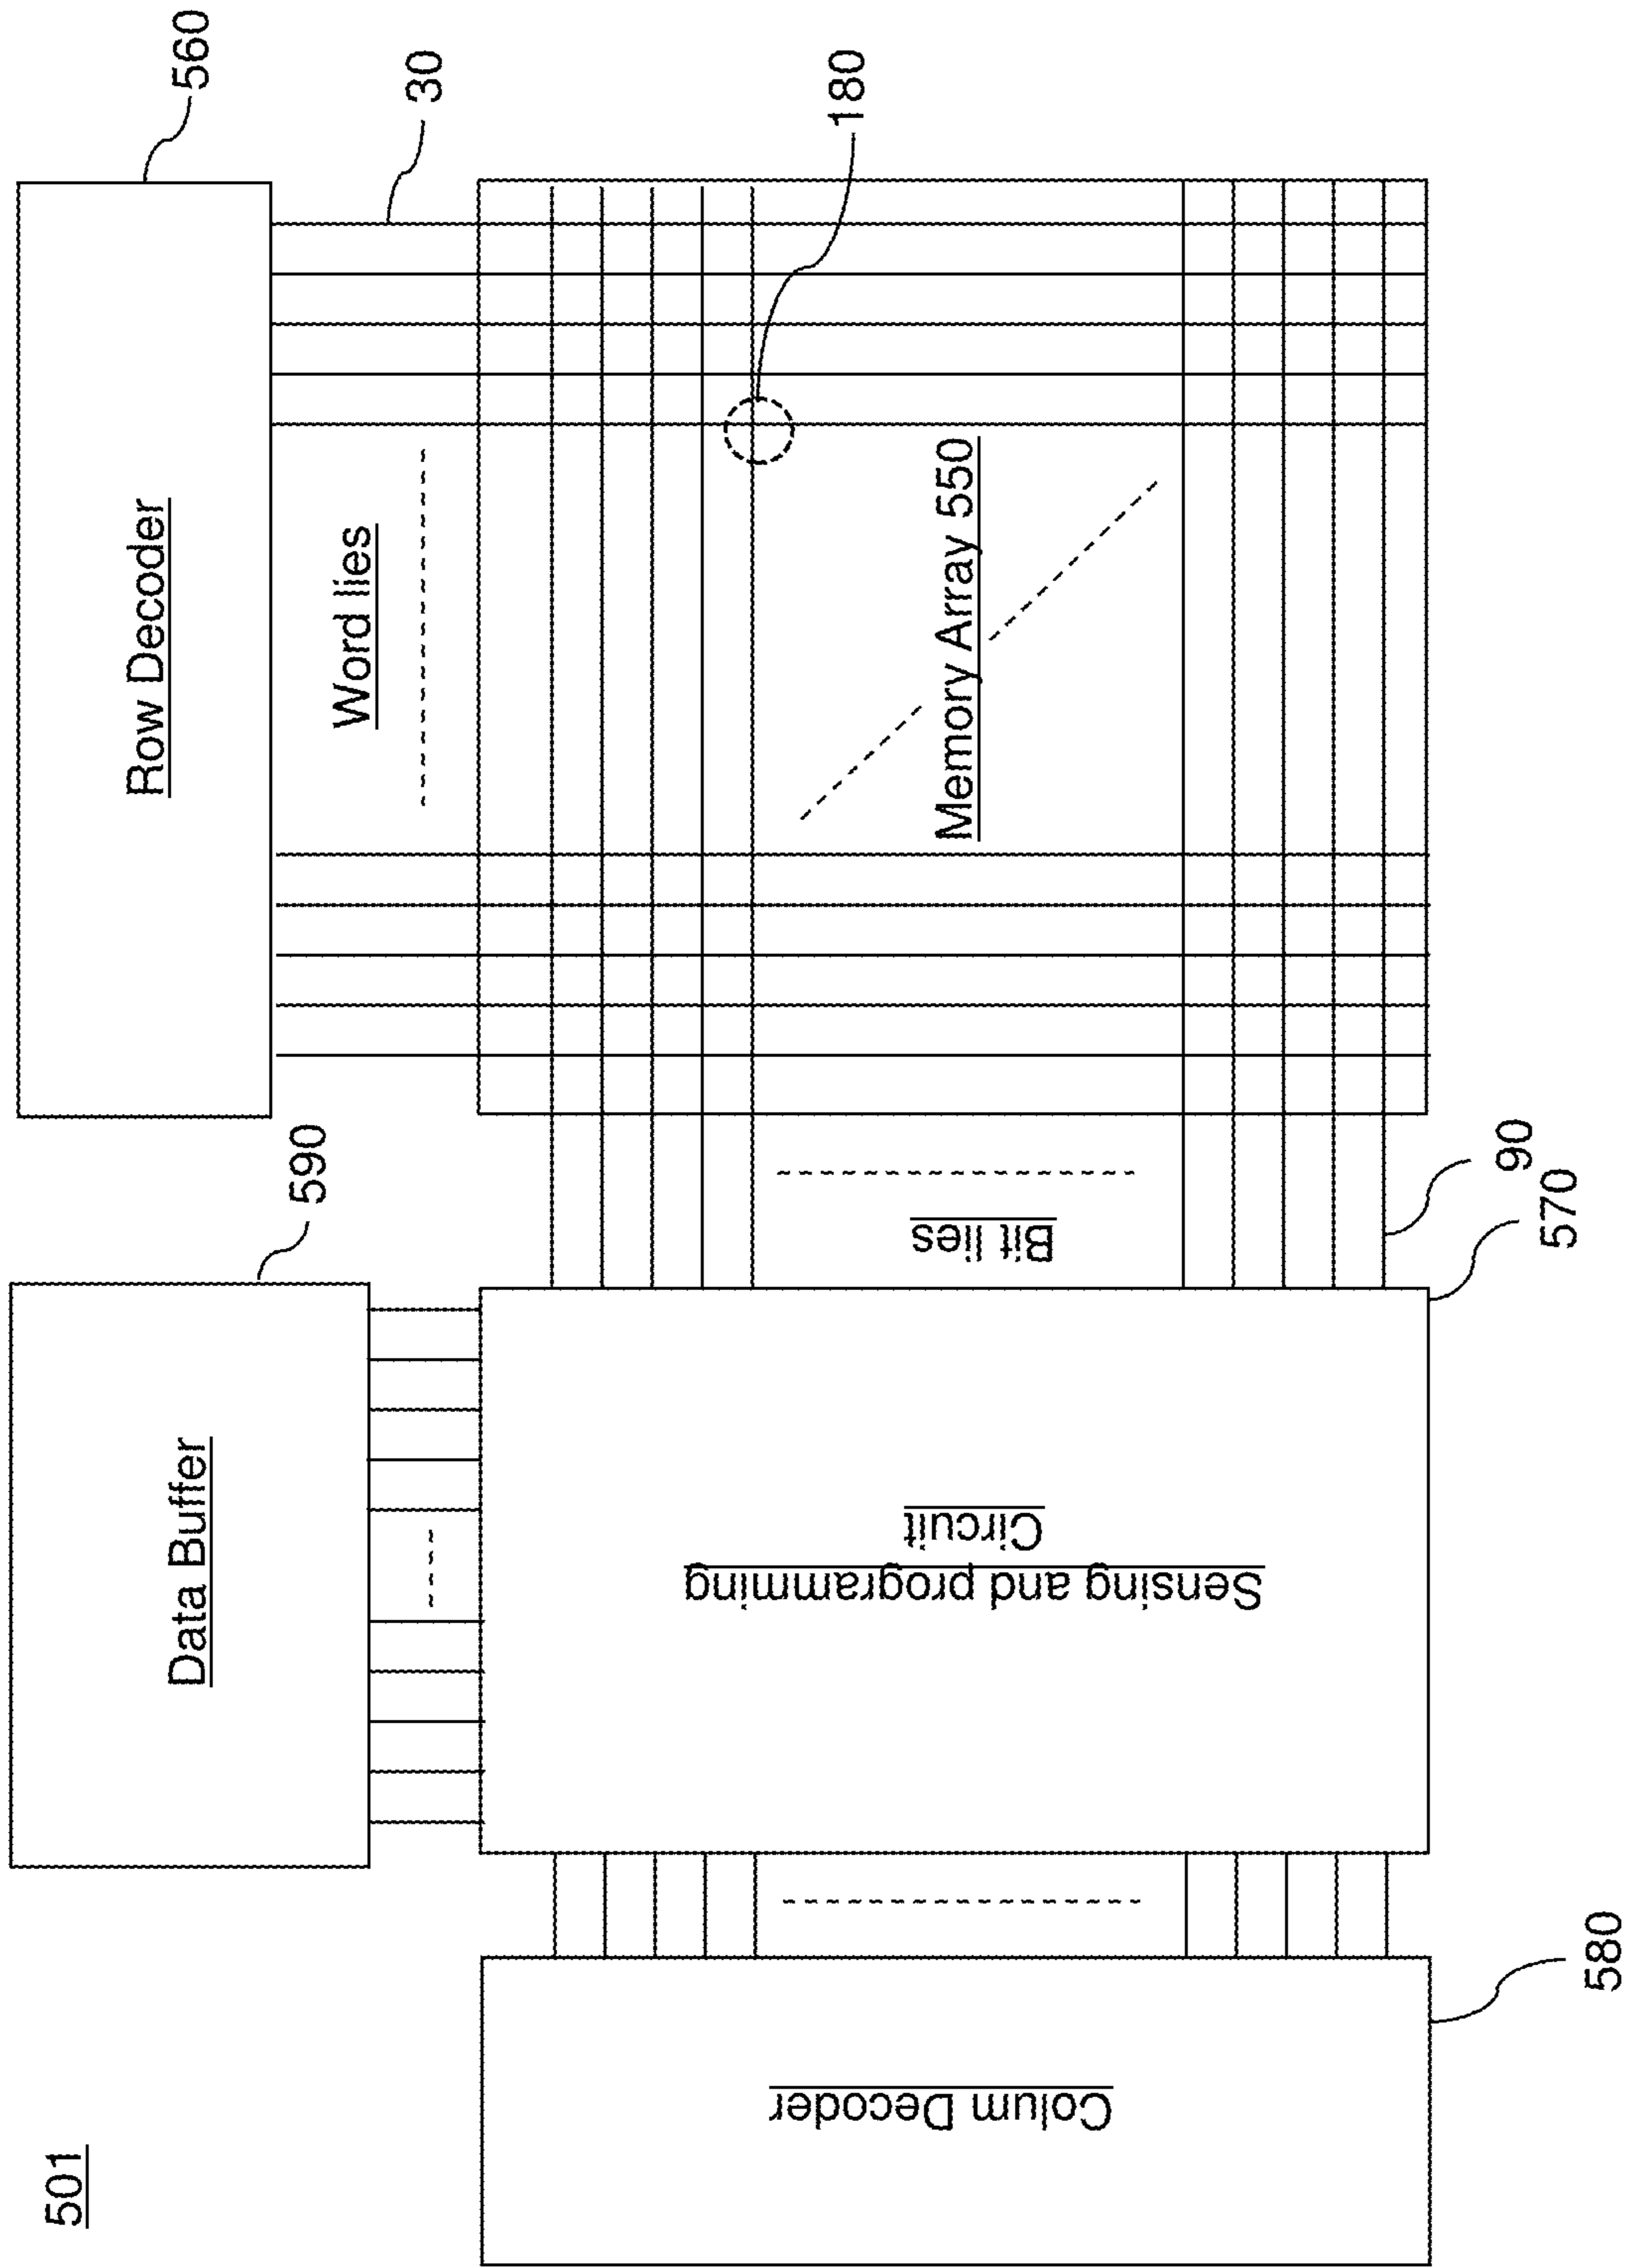 501
Row Decoder
560
Word lies
30
180
Memory Array 550
Data Buffer
590
Bit lies
90
570
Sensing and programming
Circuit
Colum Decoder
580